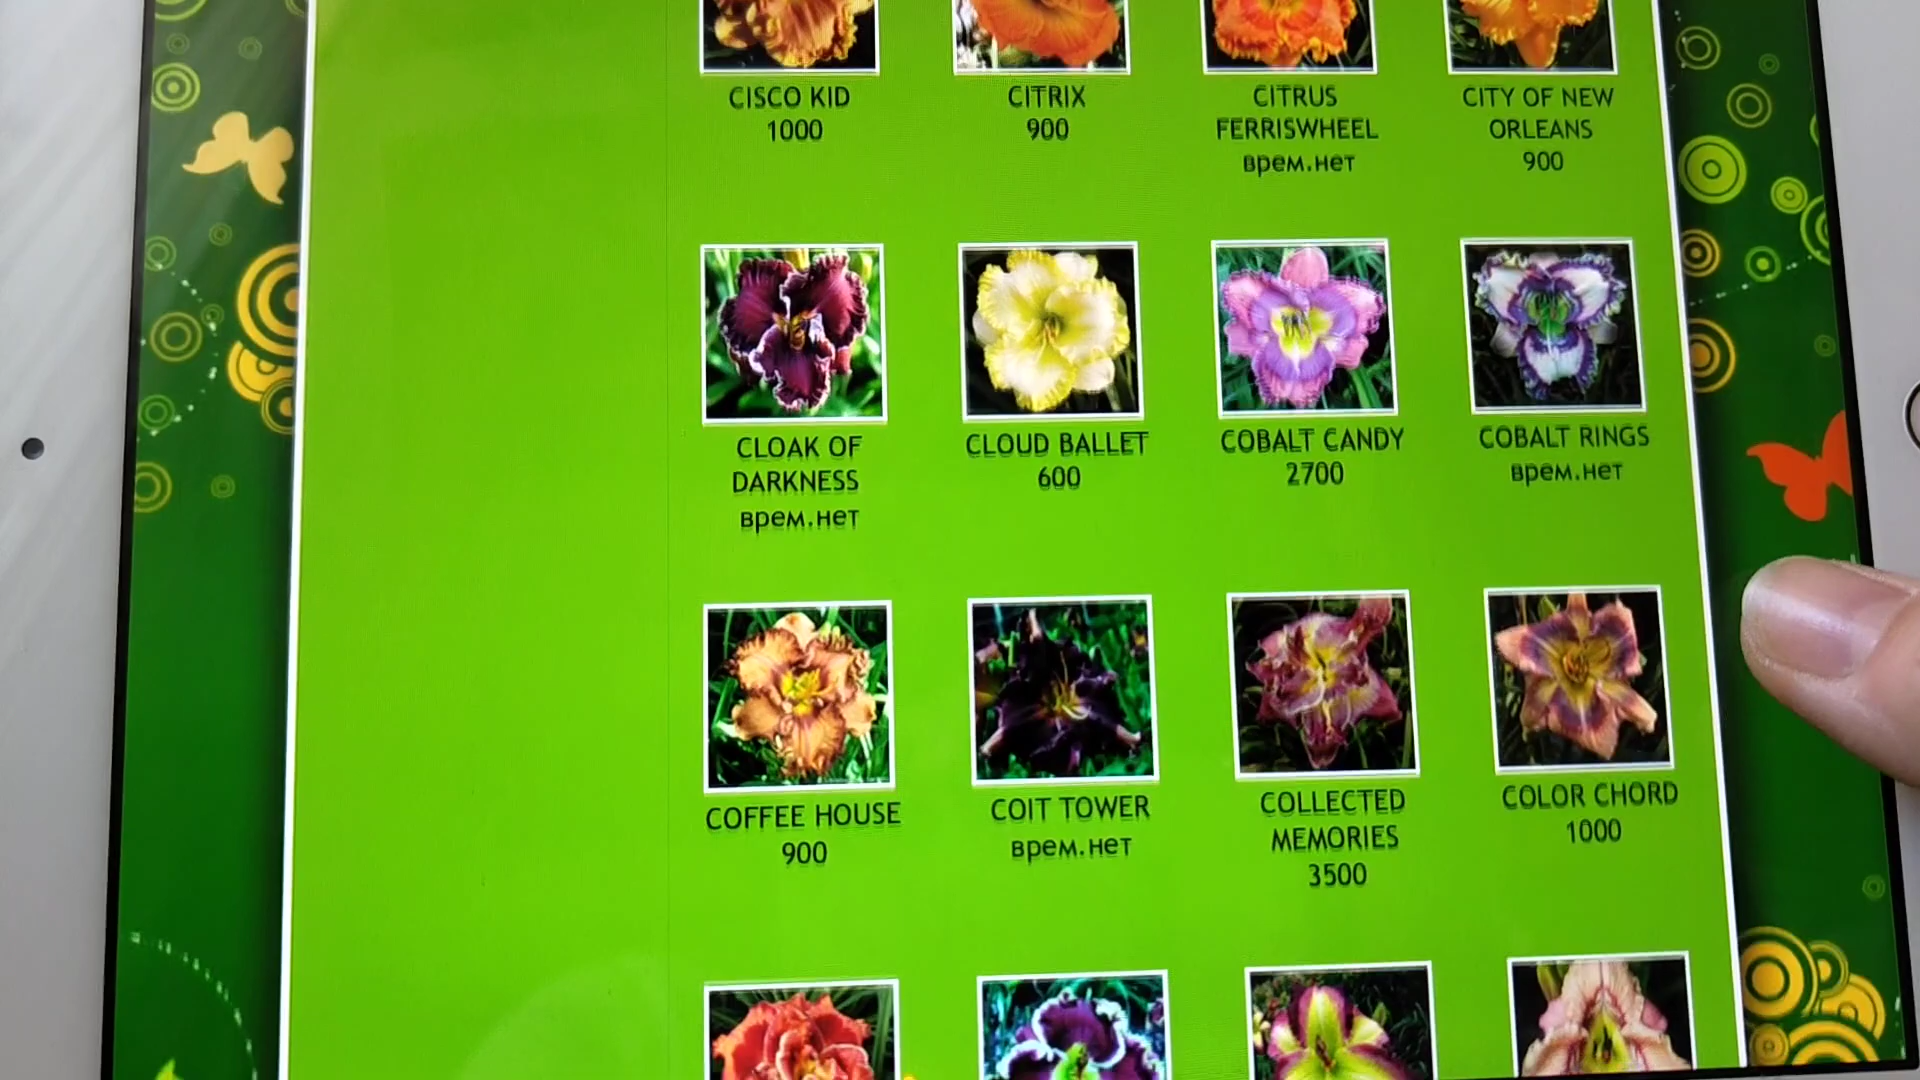 CISCO KID
1000
CITRIX
900
CITRUS
FERRISWHEEL
врем.нет
CITY OF NEW
ORLEANS
900
CLOAK OF
DARKNESS
врем.нет
CLOUD BALLET
600
COBALT CANDY
2700
COBALT RINGS
врем.нет
COFFEE HOUSE
900
COIT TOWER
врем.нет
COLLECTED
MEMORIES
3500
COLOR CHORD
1000